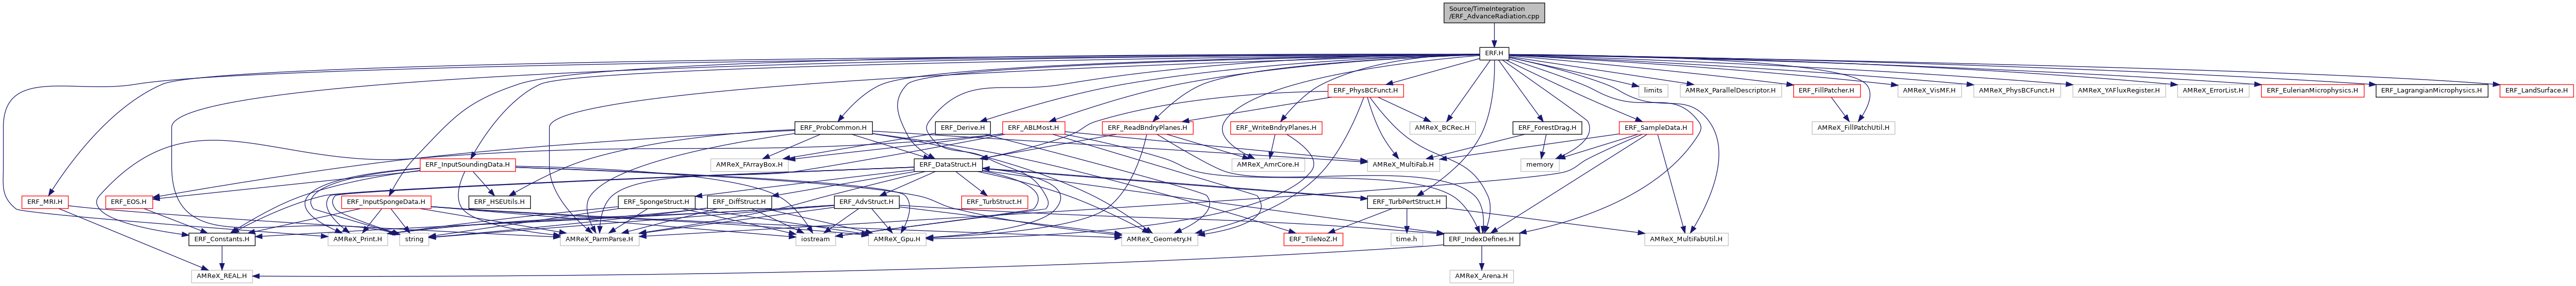 Source/TimeIntegration
/ERF_AdvanceRadiation.cpp
ERF.H
ERF_PhysBCFunct.H
limits
AMReX_ParallelDescriptor.H
ERF_FillPatcher.H
AMReX_VisMF.H
AMReX_PhysBCFunct.H
AMReX_YAFluxRegister.H
AMReX_ErrorList.H
ERF_EulerianMicrophysics.H
ERF_LagrangianMicrophysics.H
ERF_LandSurface.H
ERF_ProbCommon.H
ERF_Derive.H
ERF_ABLMost.H
ERF_ReadBndryPlanes.H
ERF_WriteBndryPlanes.H
AMReX_BCRec.H
ERF_ForestDrag.H
ERF_SampleData.H
AMReX_FillPatchUtil.H
ERF_InputSoundingData.H
AMReX_FArrayBox.H
ERF_DataStruct.H
AMReX_AmrCore.H
AMReX_MultiFab.H
memory
ERF_MRI.H
ERF_EOS.H
ERF_InputSpongeData.H
ERF_HSEUtils.H
ERF_SpongeStruct.H
ERF_DiffStruct.H
ERF_AdvStruct.H
ERF_TurbStruct.H
ERF_TurbPertStruct.H
ERF_Constants.H
AMReX_Print.H
string
AMReX_ParmParse.H
iostream
AMReX_Gpu.H
AMReX_Geometry.H
ERF_TileNoZ.H
time.h
ERF_IndexDefines.H
AMReX_MultiFabUtil.H
AMReX_REAL.H
AMReX_Arena.H